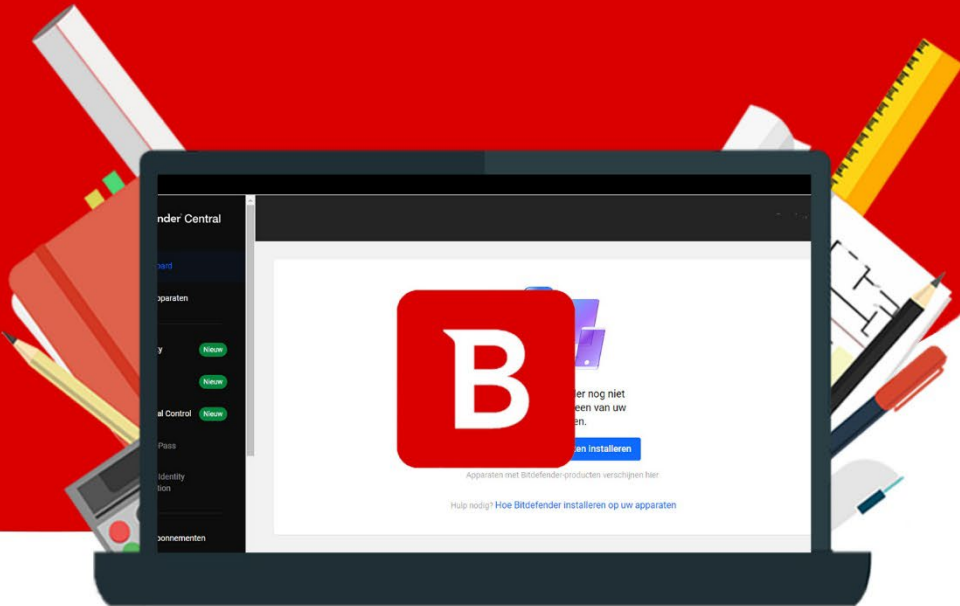 nder Central
oard
pparaten
y Nieuw
Nieuw
al Control Nieuw
Pass
Identity
tion
bonnementen
B
er nog niet
een van uw
en.
ten installeren
Apparaten met Bitdefender-producten verschijnen hier
Hulp nodig? Hoe Bitdefender installeren op uw apparaten